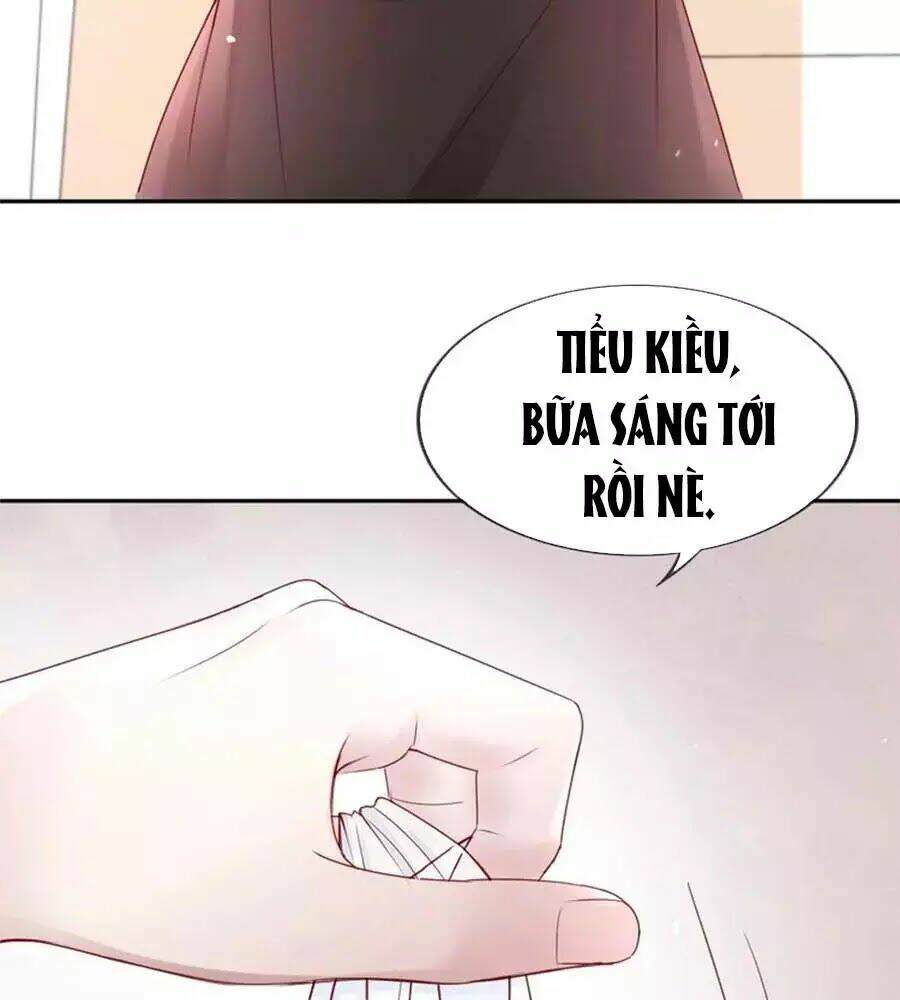 TIỂU KIỀU,
BỮA SÁNG TỚI
RỒI NÈ.